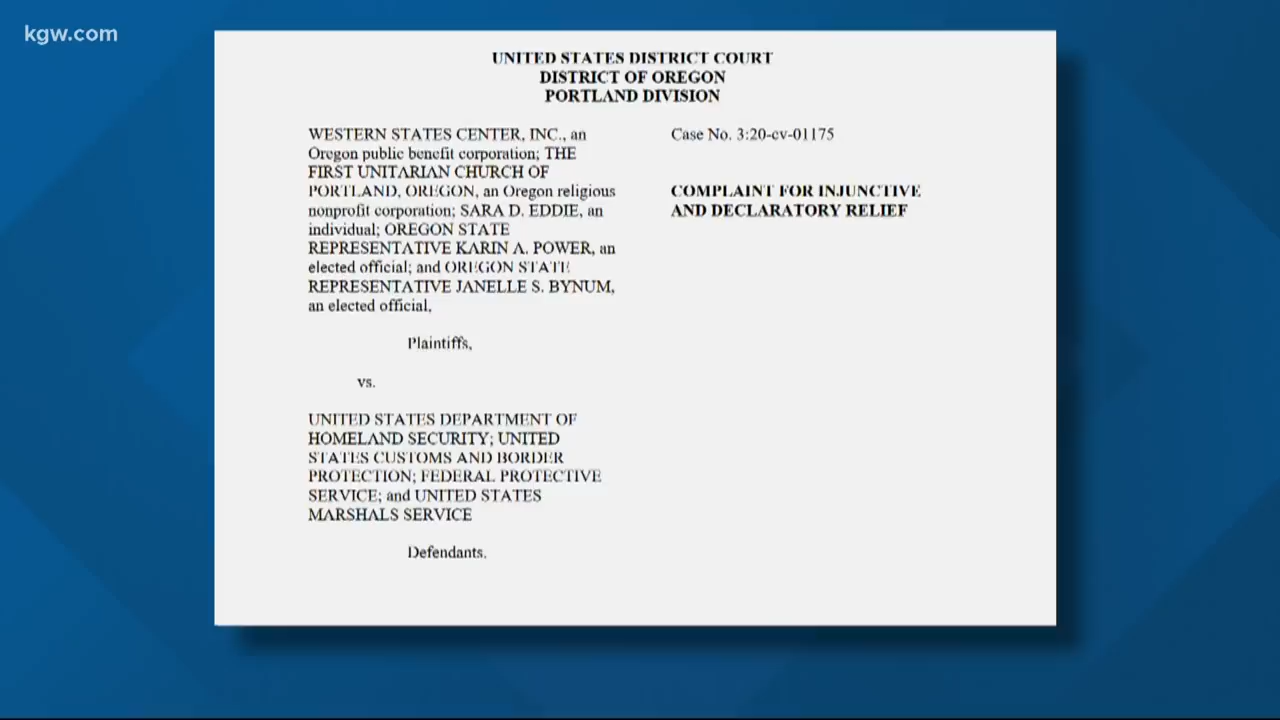 kgw.com
UNITED STATES DISTRICT COURT
DISTRICT OF OREGON
PORTLAND DIVISION
WESTERN STATES CENTER, INC., an
Oregon public benefit corporation; THE
FIRST UNITARIAN CHURCH OF
PORTLAND, OREGON, an Oregon religious
nonprofit corporation; SARA D. EDDIE, an
individual; OREGON STATE
REPRESENTATIVE KARIN A. POWER, an
elected official; and OREGON STATE
REPRESENTATIVE JANELLE S. BYNUM,
an elected official,
Plaintiffs,
vs.
UNITED STATES DEPARTMENT OF
HOMELAND SECURITY; UNITED
STATES CUSTOMS AND BORDER
PROTECTION; FEDERAL PROTECTIVE
SERVICE; and UNITED STATES
MARSHALS SERVICE
Defendants.
Case No. 3:20-cv-01175
COMPLAINT FOR INJUNCTIVE
AND DECLARATORY RELIEF